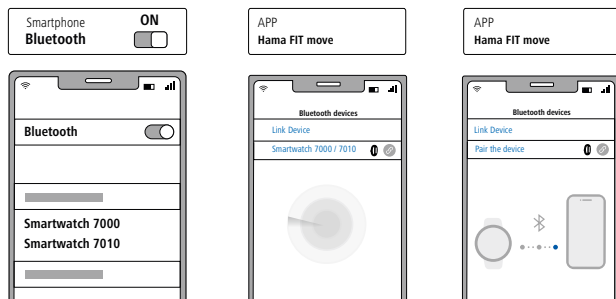 Smartphone
Bluetooth
ON
Bluetooth
Smartwatch 7000
Smartwatch 7010
APP
Hama FIT move
Bluetooth devices
Link Device
Smartwatch 7000 / 7010
APP
Hama FIT move
Bluetooth devices
Link Device
Pair the device